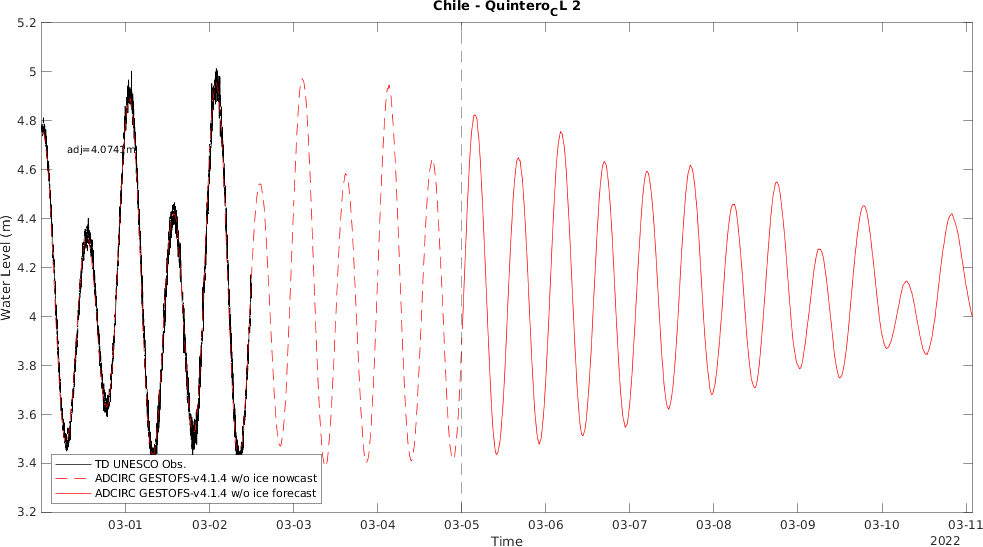 Chile - Quintero_CL 2
5.2
5
4.8
4.6
4.4
4.2
4
3.8
3.6
3.4
3.2
Water Level (m)
adj=4.0741m
TD UNESCO Obs.
ADCIRC GESTOFS-v4.1.4 w/o ice nowcast
ADCIRC GESTOFS-v4.1.4 w/o ice forecast
03-01 03-02 03-03 03-04 03-05 03-06 03-07 03-08 03-09 03-10 03-11
Time
2022